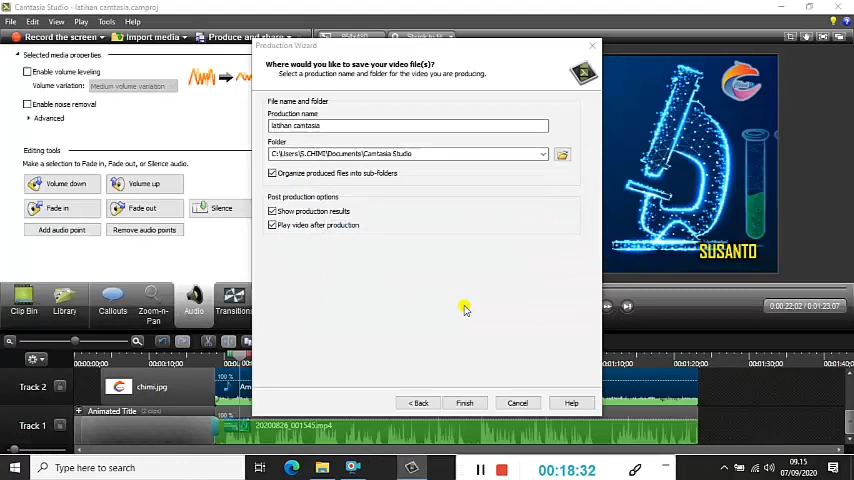 Camtasia Studio - latihan camtasia.camproj
File Edit View Play Tools Help
Record the screen Import media Produce and share
Selected media properties
Enable volume leveling
Volume variation: Medium volume variation
Enable noise removal
Advanced
Editing tools
Make a selection to Fade in, Fade out, or Silence audio.
Volume down Volume up
Fade in Fade out Silence
Add audio point Remove audio points
Clip Bin Library Callouts Zoom-n-Pan Audio Transitions
Production Wizard
Where would you like to save your video file(s)?
Select a production name and folder for the video you are producing.
File name and folder
Production name
latihan camtasia
Folder
C:\Users\S.CHIMI\Documents\Camtasia Studio
Organize produced files into sub-folders
Post production options
Show production results
Play video after production
< Back Finish Cancel Help
SUSANTO
0:00:22;02 / 0:01:23;07
Track 2 chimi.jpg 100 %
Animated Title (2 clips) 100 %
Track 1 20200826_001545.mp4
Type here to search
00:18:32
09.15
07/09/2020